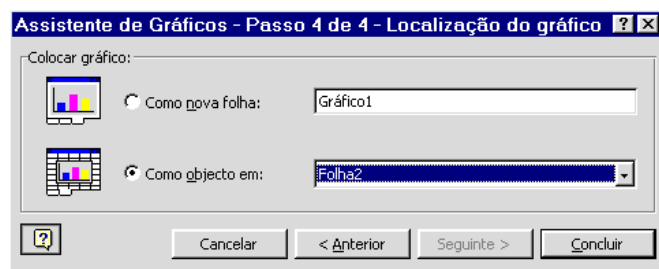 Assistente de Gráficos - Passo 4 de 4 - Localização do gráfico
Colocar gráfico:
Como nova folha:
Gráfico1
Como objecto em:
Folha2
Cancelar
< Anterior
Seguinte >
Concluir